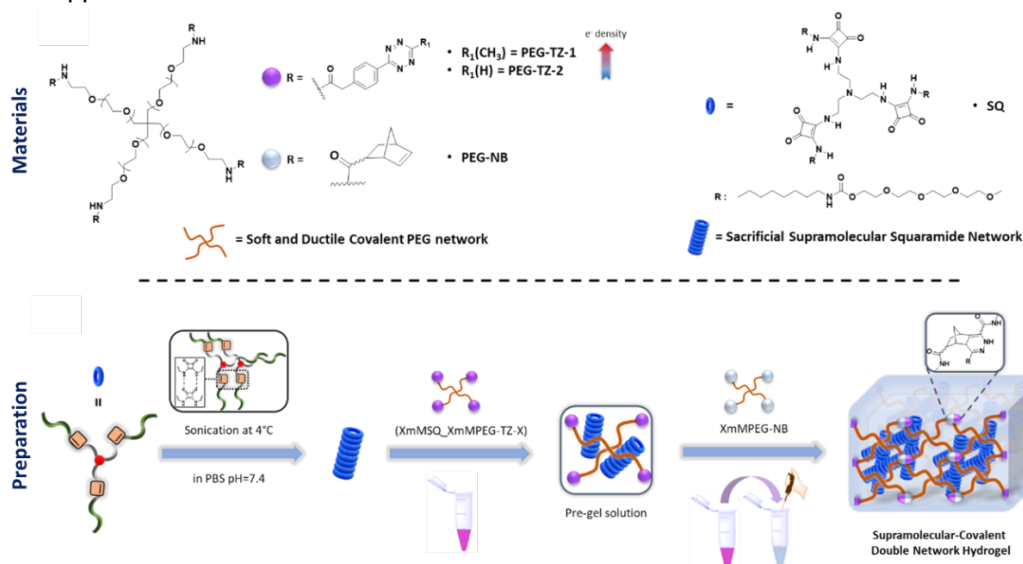 Materials
R₁
e⁻ density
R =
• R₁(CH₃) = PEG-TZ-1
• R₁(H) = PEG-TZ-2
R =
• PEG-NB
=
• SQ
R :
= Soft and Ductile Covalent PEG network
= Sacrificial Supramolecular Squaramide Network
Preparation
=
Sonication at 4°C
in PBS pH=7.4
(XmMSQ_XmMPEG-TZ-X)
Pre-gel solution
XmMPEG-NB
Supramolecular-Covalent
Double Network Hydrogel